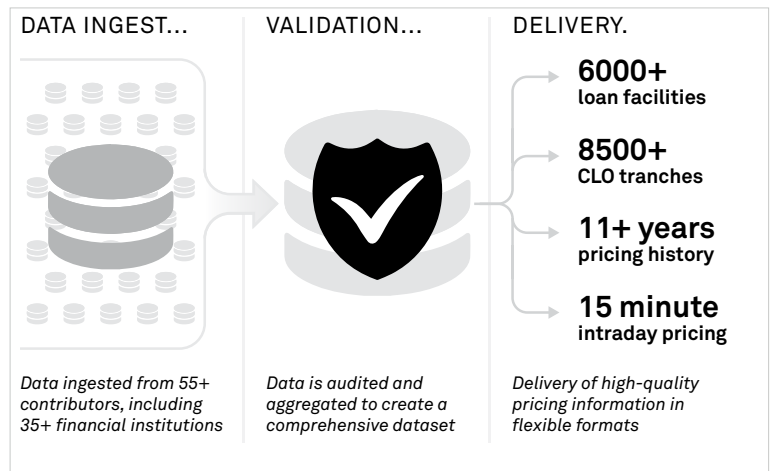 DATA INGEST...
VALIDATION...
DELIVERY.
6000+
loan facilities
8500+
CLO tranches
11+ years
pricing history
15 minute
intraday pricing
Data ingested from 55+
contributors, including
35+ financial institutions
Data is audited and
aggregated to create a
comprehensive dataset
Delivery of high-quality
pricing information in
flexible formats